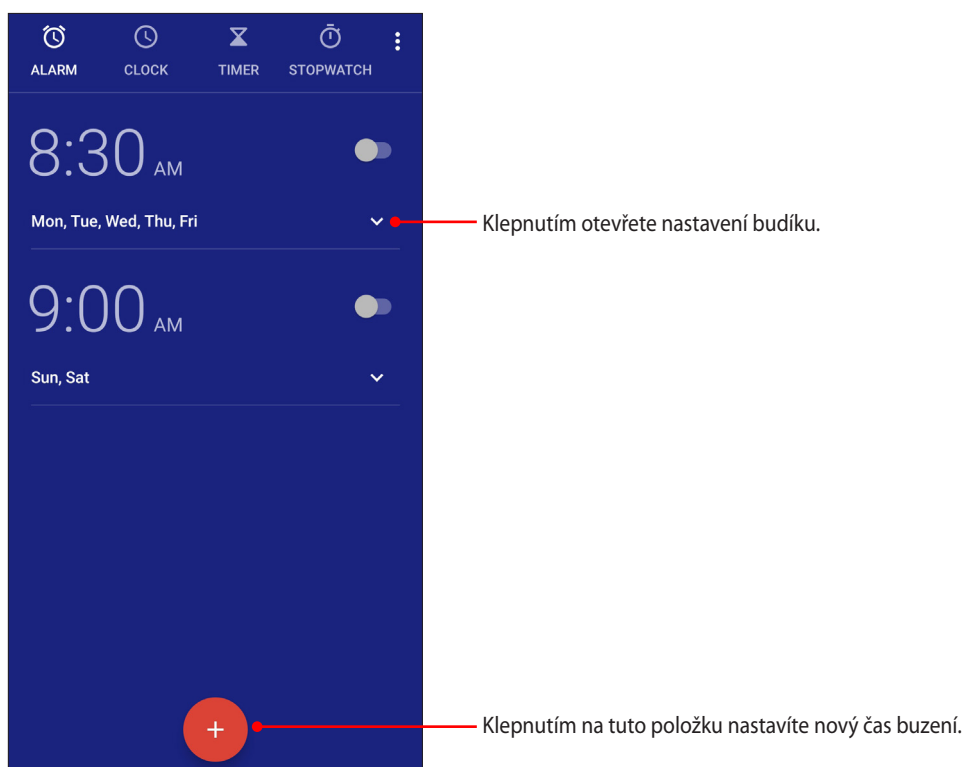 ALARM CLOCK TIMER STOPWATCH
8:30 AM
Mon, Tue, Wed, Thu, Fri
Klepnutím otevřete nastavení budíku.
9:00 AM
Sun, Sat
Klepnutím na tuto položku nastavíte nový čas buzení.